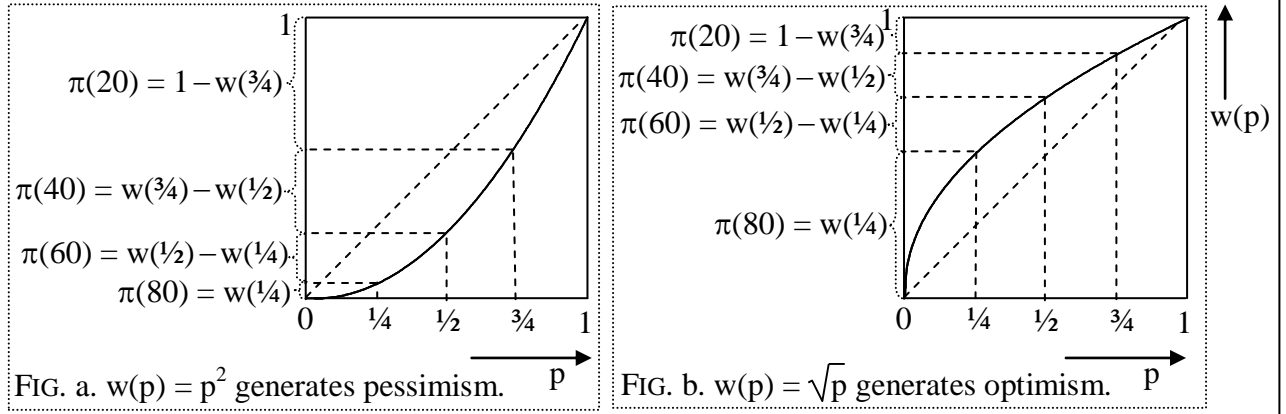 1
π(20) = 1 – w(¾)
π(40) = w(¾) – w(½)
π(60) = w(½) – w(¼)
π(80) = w(¼)
0 ¼ ½ ¾ 1
p
FIG. a. w(p) = p² generates pessimism.
1
π(20) = 1 – w(¾)
π(40) = w(¾) – w(½)
π(60) = w(½) – w(¼)
π(80) = w(¼)
0 ¼ ½ ¾ 1
p
FIG. b. w(p) = √p generates optimism.
w(p)